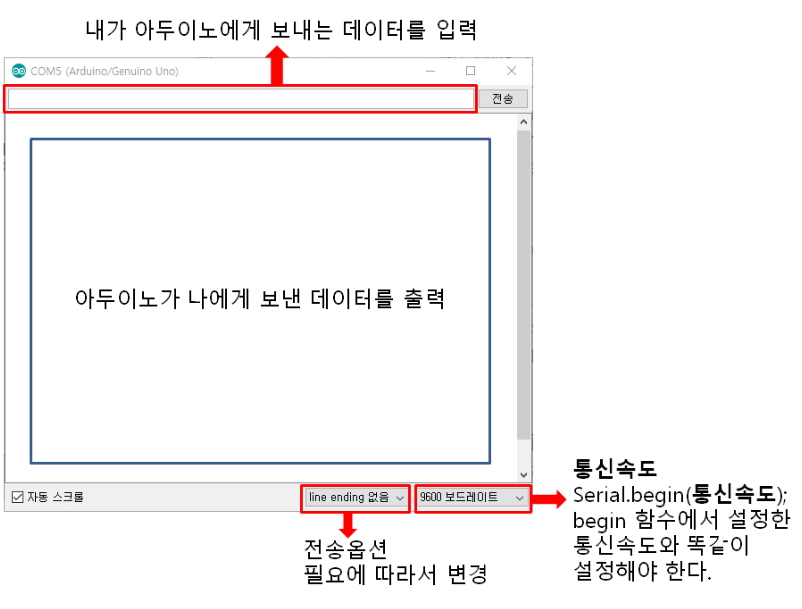 내가 아두이노에게 보내는 데이터를 입력
COM5 (Arduino/Genuino Uno)
전송
아두이노가 나에게 보낸 데이터를 출력
자동 스크롤
line ending 없음
9600 보드레이트
전송옵션
필요에 따라서 변경
통신속도
Serial.begin(통신속도);
begin 함수에서 설정한
통신속도와 똑같이
설정해야 한다.